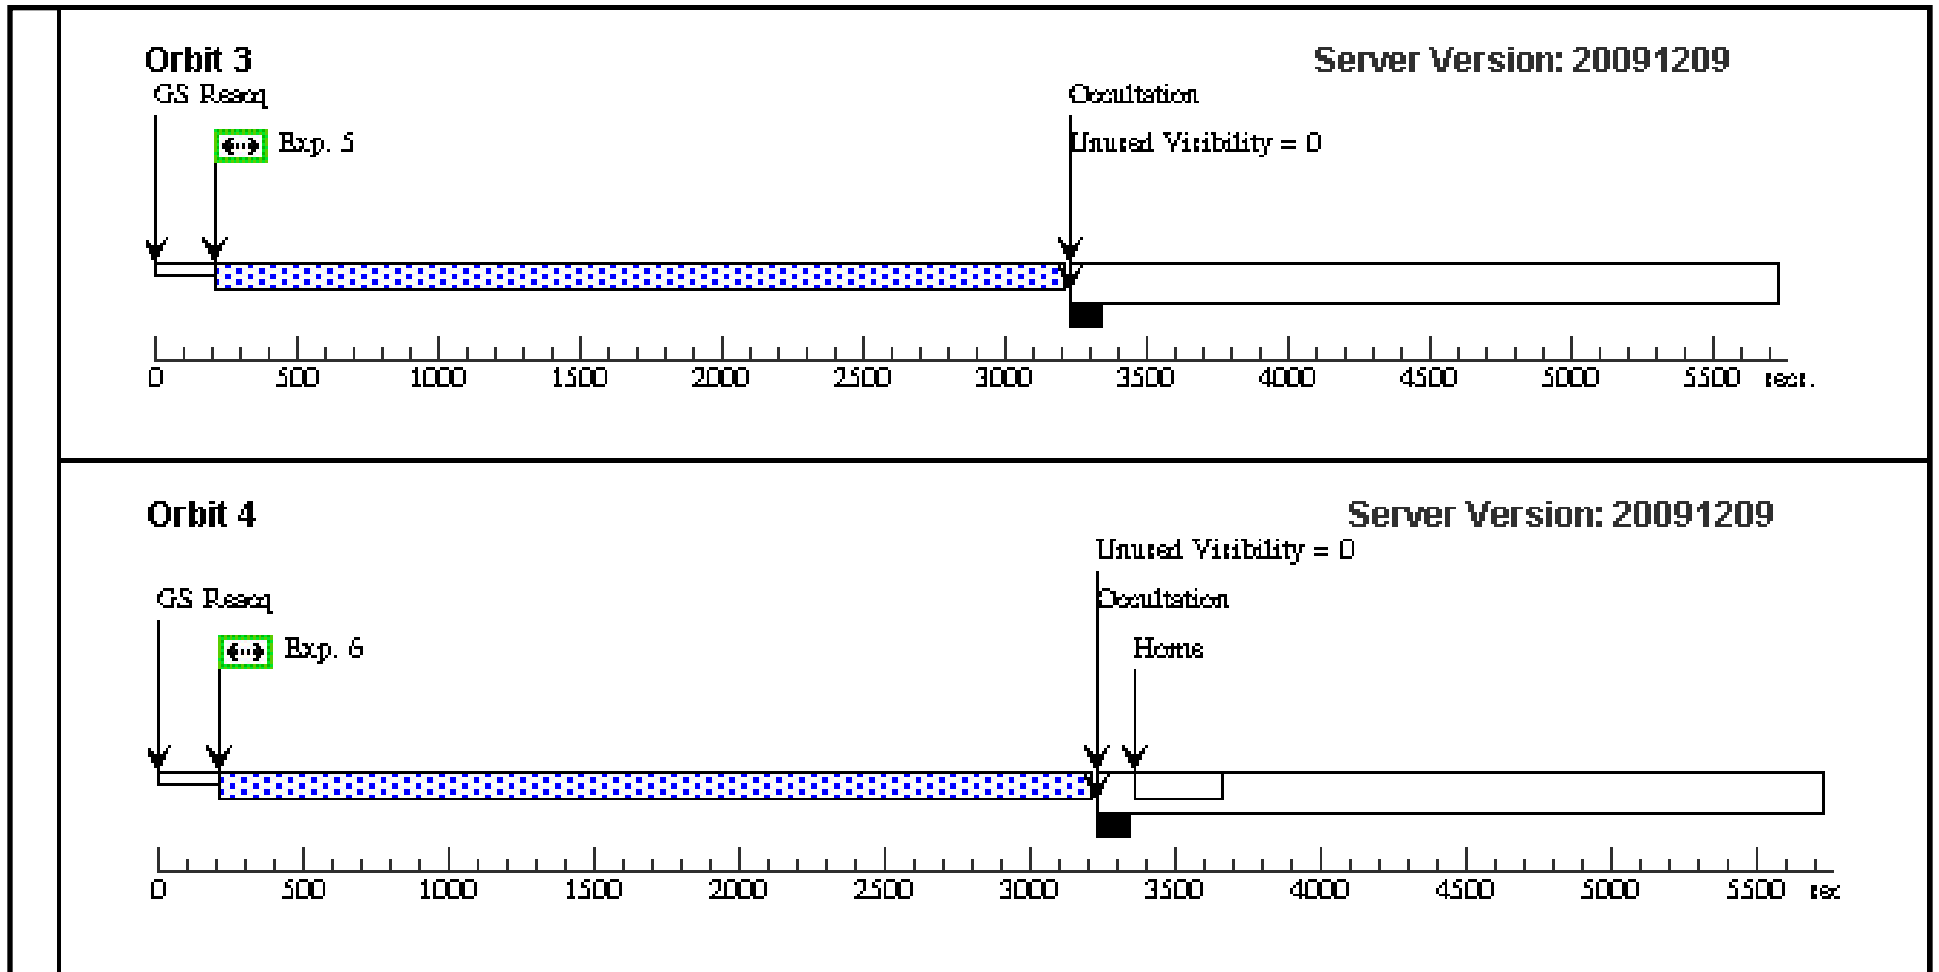 Orbit 3
Server Version: 20091209
GS Reacq
Occultation
Exp. 5
Unused Visibility = 0
0 500 1000 1500 2000 2500 3000 3500 4000 4500 5000 5500 secs.
Orbit 4
Server Version: 20091209
Unused Visibility = 0
GS Reacq
Occultation
Exp. 6
Home
0 500 1000 1500 2000 2500 3000 3500 4000 4500 5000 5500 sec